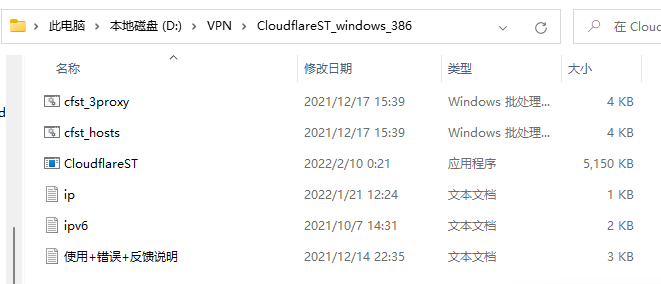 此电脑 › 本地磁盘 (D:) › VPN › CloudflareST_windows_386 在 Cloud
名称 修改日期 类型 大小
cfst_3proxy 2021/12/17 15:39 Windows 批处理... 4 KB
cfst_hosts 2021/12/17 15:39 Windows 批处理... 4 KB
CloudflareST 2022/2/10 0:21 应用程序 5,150 KB
ip 2022/1/21 12:24 文本文档 1 KB
ipv6 2021/10/7 14:31 文本文档 2 KB
使用+错误+反馈说明 2021/12/14 22:35 文本文档 3 KB